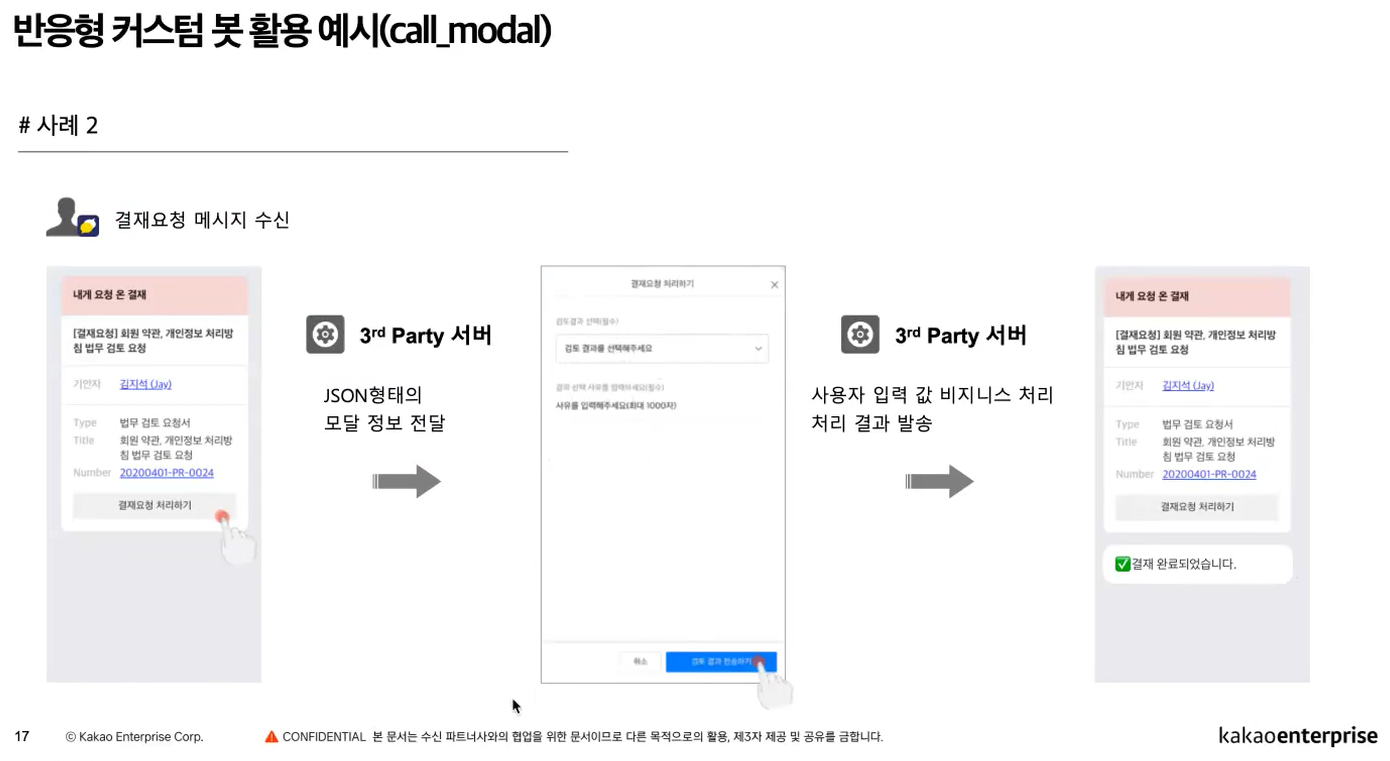 반응형 커스텀 봇 활용 예시(call_modal)
# 사례 2
결재요청 메시지 수신
내게 요청 온 결재
[결재요청] 회원 약관, 개인정보 처리방
침 법무 검토 요청
기안자 김지석 (Jay)
Type 법무 검토 요청서
Title 회원 약관, 개인정보 처리방
침 법무 검토 요청
Number 20200401-PR-0024
결재요청 처리하기
3rd Party 서버
JSON형태의
모달 정보 전달
결재요청 처리하기
검토결과 선택(필수)
검토 결과를 선택해주세요
결과 선택 사유를 입력하세요(필수)
사유를 입력해주세요(최대 1000자)
취소
검토 결과 전송하기
3rd Party 서버
사용자 입력 값 비지니스 처리
처리 결과 발송
내게 요청 온 결재
[결재요청] 회원 약관, 개인정보 처리방
침 법무 검토 요청
기안자 김지석 (Jay)
Type 법무 검토 요청서
Title 회원 약관, 개인정보 처리방
침 법무 검토 요청
Number 20200401-PR-0024
결재요청 처리하기
✅결재 완료되었습니다.
17
© Kakao Enterprise Corp.
CONFIDENTIAL 본 문서는 수신 파트너사와의 협업을 위한 문서이므로 다른 목적으로의 활용, 제3자 제공 및 공유를 금합니다.
kakaoenterprise